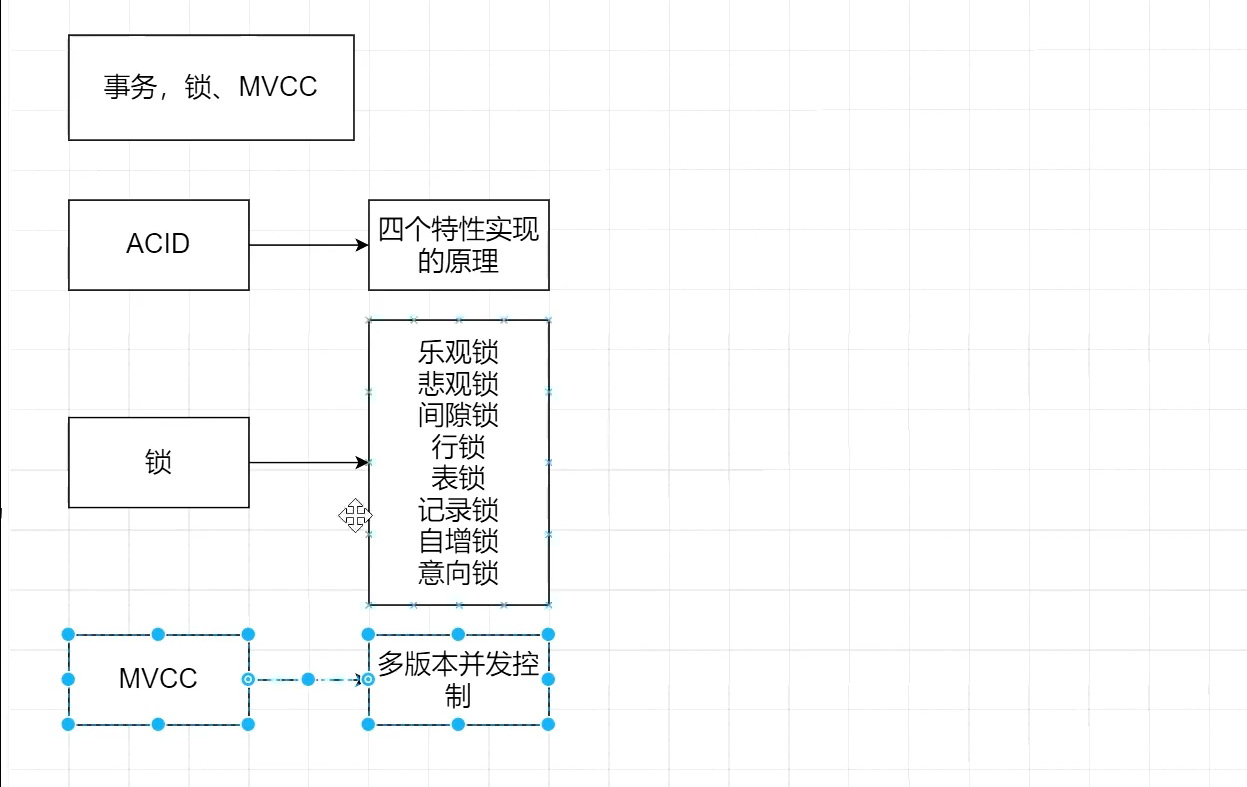 事务，锁、MVCC
ACID
四个特性实现
的原理
锁
乐观锁
悲观锁
间隙锁
行锁
表锁
记录锁
自增锁
意向锁
MVCC
多版本并发控
制